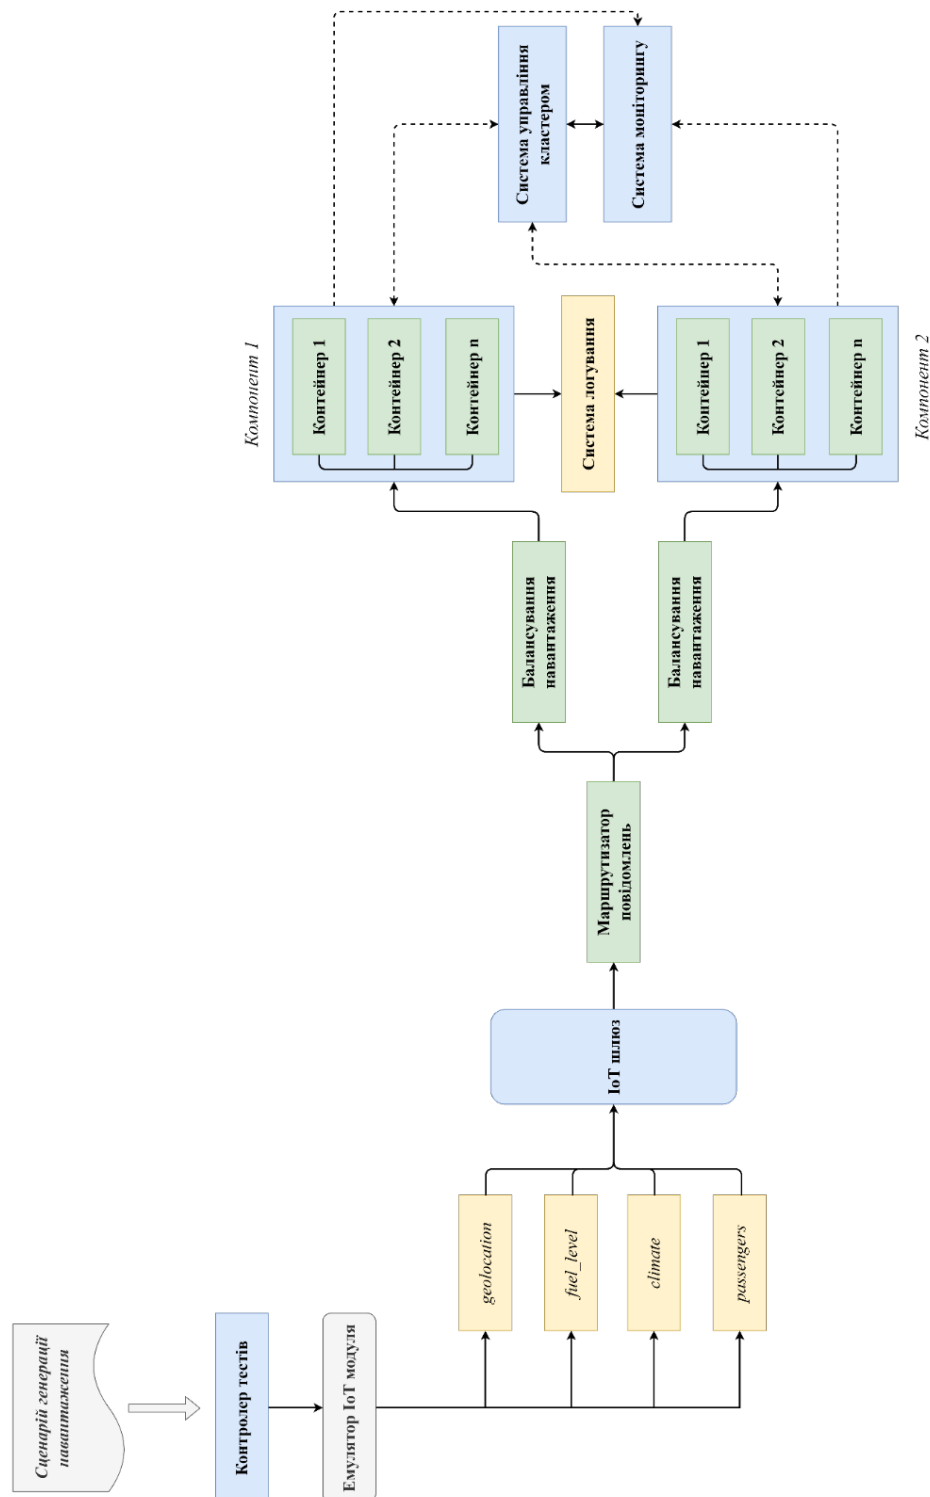 Сценарій генерації
навантаження
Контролер тестів
Емулятор IoT модуля
geolocation
fuel_level
climate
passengers
IoT шлюз
Маршрутизатор
повідомлень
Балансування
навантаження
Балансування
навантаження
Компонент 1
Контейнер 1
Контейнер 2
Контейнер n
Система логування
Контейнер 1
Контейнер 2
Контейнер n
Компонент 2
Система управління
кластером
Система моніторингу